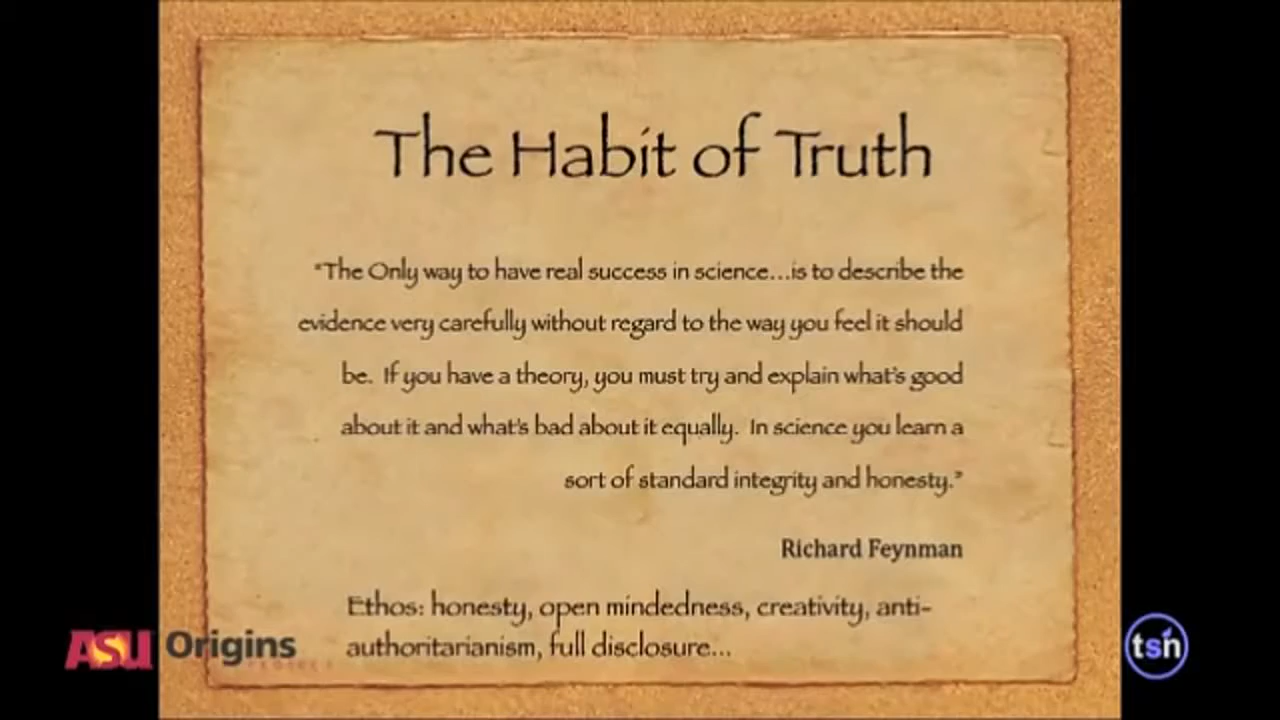 The Habit of Truth
"The Only way to have real success in science...is to describe the
evidence very carefully without regard to the way you feel it should
be. If you have a theory, you must try and explain what's good
about it and what's bad about it equally. In science you learn a
sort of standard integrity and honesty."
Richard Feynman
Ethos: honesty, open mindedness, creativity, anti-
authoritarianism, full disclosure...
ASU Origins
PROJECT
tsn